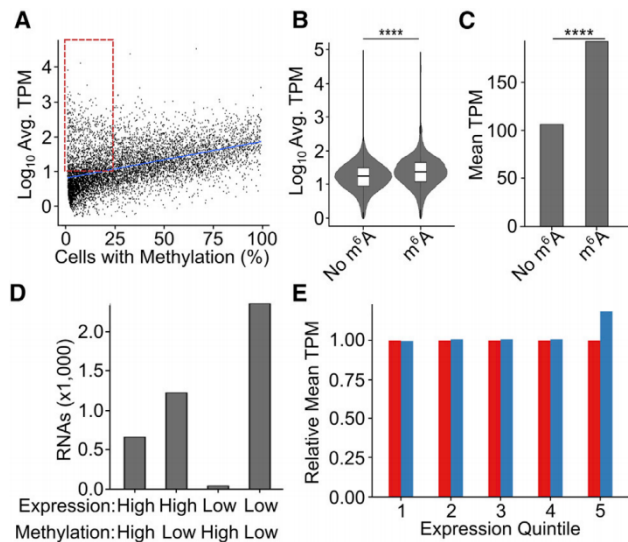 A
Log10 Avg. TPM
5
4
3
2
1
0
0 25 50 75 100
Cells with Methylation (%)
B
****
Log10 Avg. TPM
5
4
3
2
1
0
No m⁶A
m⁶A
C
****
Mean TPM
150
100
50
0
No m⁶A
m⁶A
D
RNAs (x1,000)
2.0
1.5
1.0
0.5
0.0
Expression: High High Low Low
Methylation: High Low High Low
E
Relative Mean TPM
1.00
0.75
0.50
0.25
0.00
1 2 3 4 5
Expression Quintile